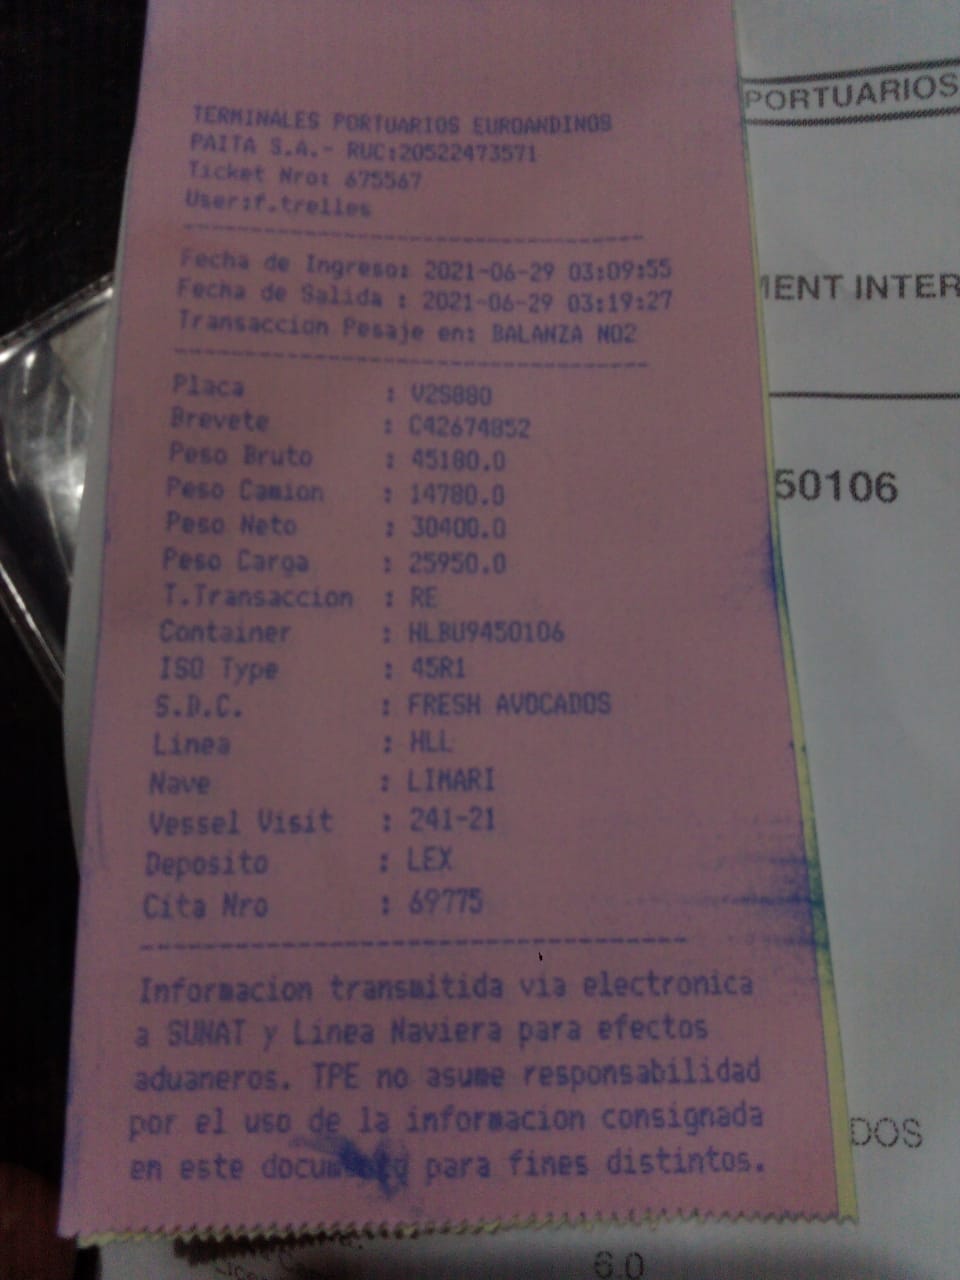 TERMINALES PORTUARIOS EUROANDINOS
PAITA S.A.- RUC:20522473571
Ticket Nro: 675567
User:f.trelles
Fecha de Ingreso: 2021-06-29 03:09:55
Fecha de Salida : 2021-06-29 03:19:27
Transaccion Pesaje en: BALANZA NO2
Placa : V2S880
Brevete : C42674852
Peso Bruto : 45180.0
Peso Camion : 14780.0
Peso Neto : 30400.0
Peso Carga : 25950.0
T.Transaccion : RE
Container : HLBU9450106
ISO Type : 45R1
S.D.C. : FRESH AVOCADOS
Linea : HLL
Nave : LIMARI
Vessel Visit : 241-21
Deposito : LEX
Cita Nro : 69775
Informacion transmitida via electronica
a SUNAT y Linea Naviera para efectos
aduaneros. TPE no asume responsabilidad
por el uso de la informacion consignada
en este documento para fines distintos.
PORTUARIOS
MENT INTER
50106
DOS
6.0